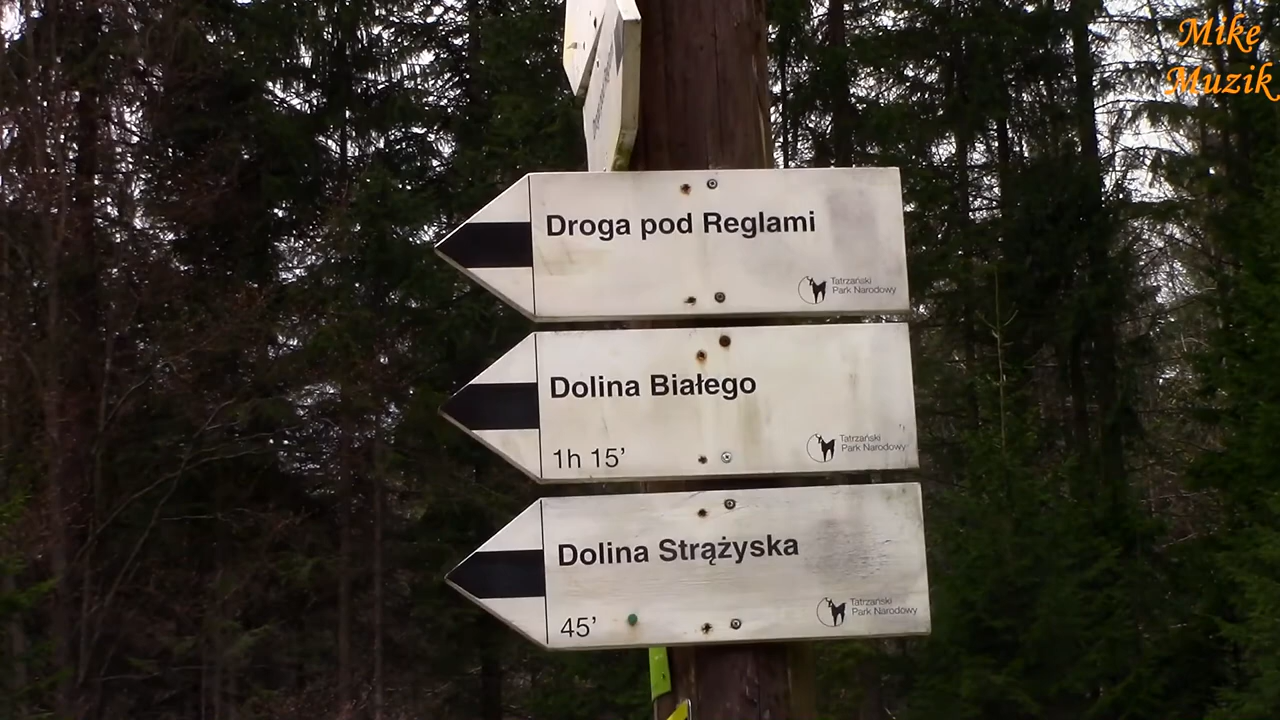 Mike
Muzik
Droga pod Reglami
Tatrzański
Park Narodowy
Dolina Białego
1h 15’
Tatrzański
Park Narodowy
Dolina Strążyska
45’
Tatrzański
Park Narodowy